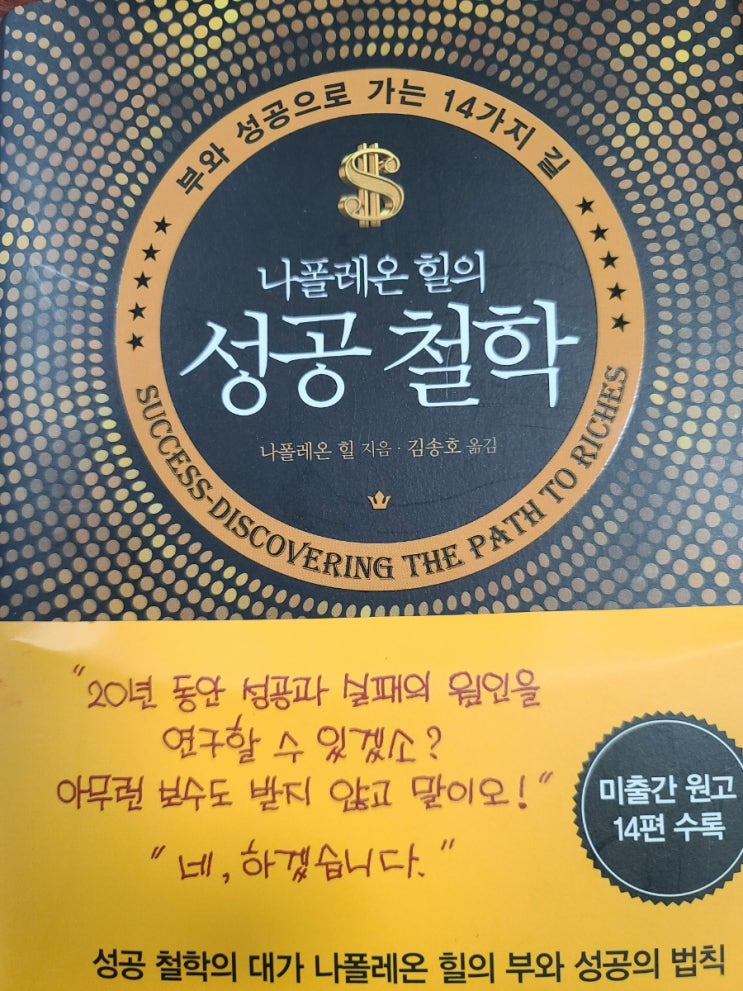 부와 성공으로 가는 14가지 길
나폴레온 힐의
성공 철학
나폴레온 힐 지음 · 김송호 옮김
SUCCESS-DISCOVERING THE PATH TO RICHES
"20년 동안 성공과 실패의 원인을
연구할 수 있겠소?
아무런 보수도 받지 않고 말이오!"
"네, 하겠습니다."
미출간 원고
14편 수록
성공 철학의 대가 나폴레온 힐의 부와 성공의 법칙